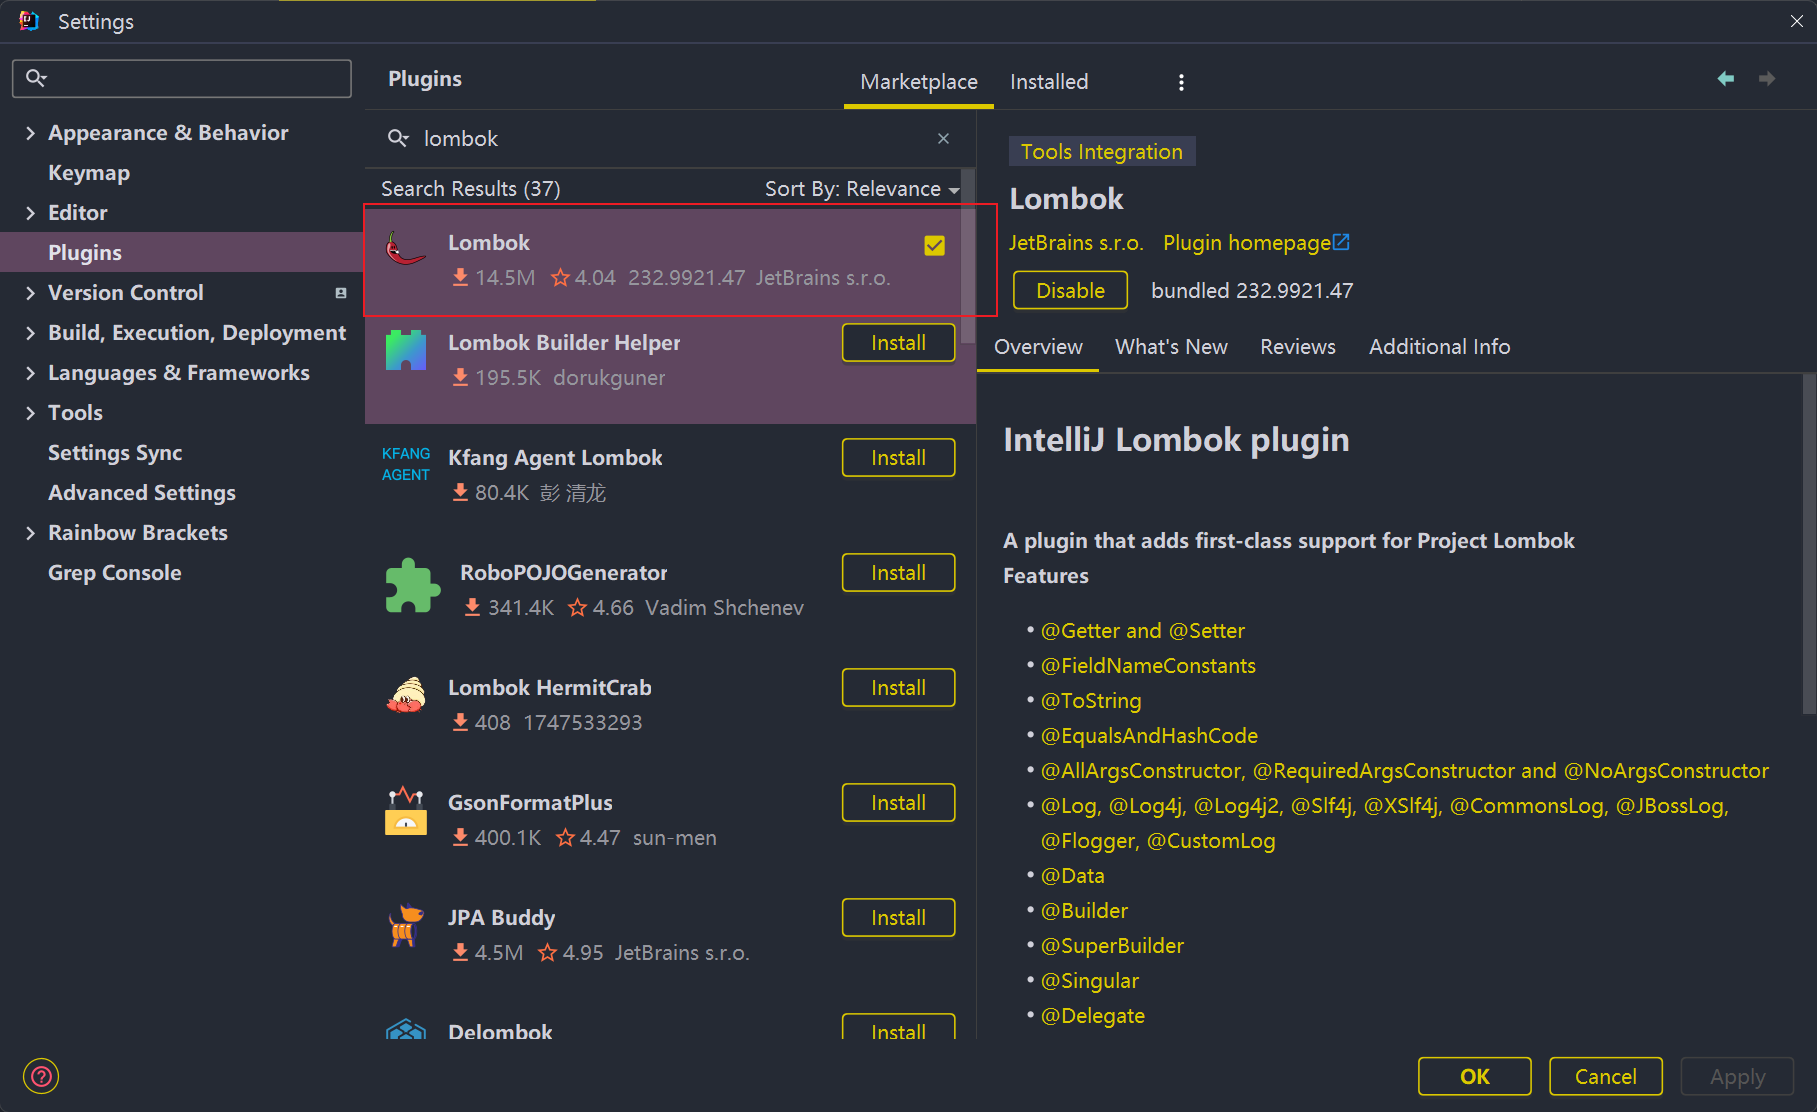 Settings
Appearance & Behavior
Keymap
Editor
Plugins
Version Control
Build, Execution, Deployment
Languages & Frameworks
Tools
Settings Sync
Advanced Settings
Rainbow Brackets
Grep Console
Plugins
Marketplace
Installed
lombok
Search Results (37)
Sort By: Relevance
Lombok
14.5M 4.04 232.9921.47 JetBrains s.r.o.
Lombok Builder Helper
Install
195.5K dorukguner
KFANG
AGENT
Kfang Agent Lombok
Install
80.4K 彭 清龙
RoboPOJOGenerator
Install
341.4K 4.66 Vadim Shchenev
Lombok HermitCrab
Install
408 1747533293
GsonFormatPlus
Install
400.1K 4.47 sun-men
JPA Buddy
Install
4.5M 4.95 JetBrains s.r.o.
Delombok
Install
Tools Integration
Lombok
JetBrains s.r.o. Plugin homepage
Disable
bundled 232.9921.47
Overview
What's New
Reviews
Additional Info
IntelliJ Lombok plugin
A plugin that adds first-class support for Project Lombok
Features
• @Getter and @Setter
• @FieldNameConstants
• @ToString
• @EqualsAndHashCode
• @AllArgsConstructor, @RequiredArgsConstructor and @NoArgsConstructor
• @Log, @Log4j, @Log4j2, @Slf4j, @XSlf4j, @CommonsLog, @JBossLog,
@Flogger, @CustomLog
• @Data
• @Builder
• @SuperBuilder
• @Singular
• @Delegate
?
OK
Cancel
Apply